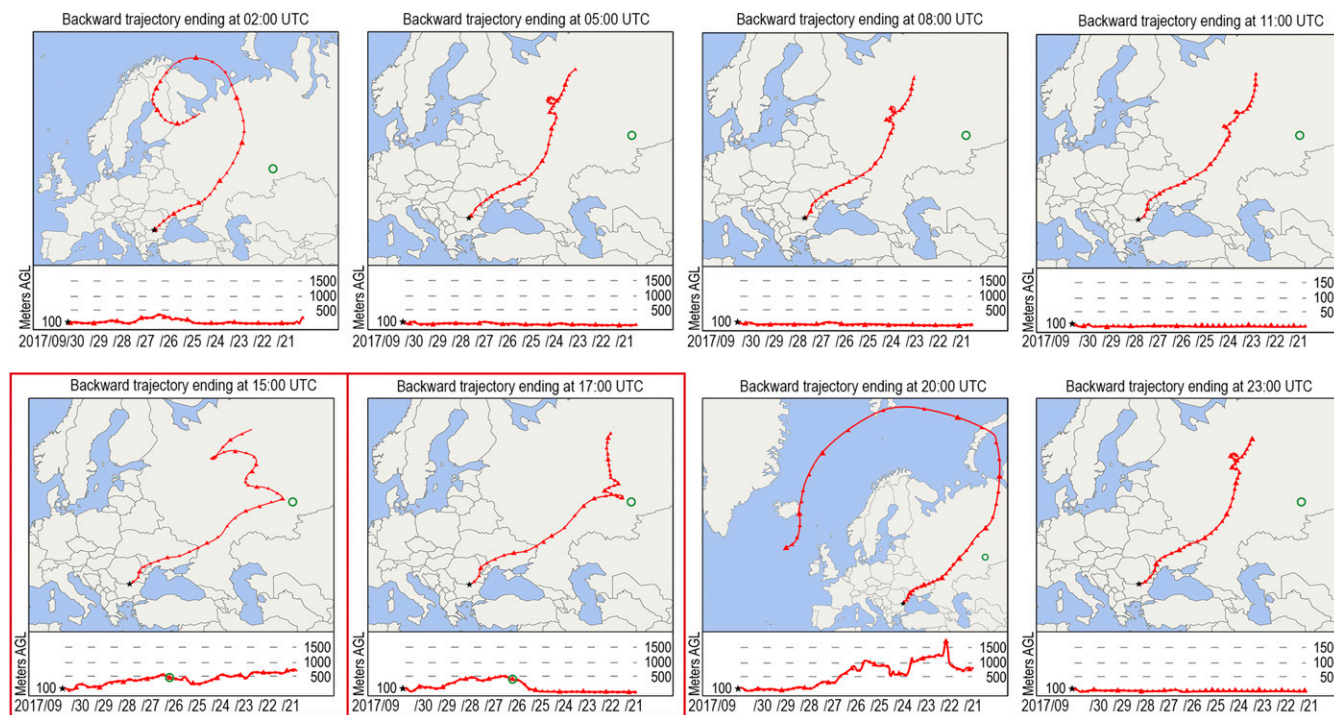 Backward trajectory ending at 02:00 UTC
Meters AGL
1500
1000
500
100
2017/09/30 /29 /28 /27 /26 /25 /24 /23 /22 /21
Backward trajectory ending at 05:00 UTC
Meters AGL
1500
1000
500
100
2017/09 /30 /29 /28 /27 /26 /25 /24 /23 /22 /21
Backward trajectory ending at 08:00 UTC
Meters AGL
1500
1000
500
100
2017/09 /30 /29 /28 /27 /26 /25 /24 /23 /22 /21
Backward trajectory ending at 11:00 UTC
Meters AGL
150
100
50
100
2017/09 /30 /29 /28 /27 /26 /25 /24 /23 /22 /21
Backward trajectory ending at 15:00 UTC
Meters AGL
1500
1000
500
100
2017/09 /30 /29 /28 /27 /26 /25 /24 /23 /22 /21
Backward trajectory ending at 17:00 UTC
Meters AGL
1500
1000
500
100
2017/09 /30 /29 /28 /27 /26 /25 /24 /23 /22 /21
Backward trajectory ending at 20:00 UTC
Meters AGL
1500
1000
500
100
2017/09 /30 /29 /28 /27 /26 /25 /24 /23 /22 /21
Backward trajectory ending at 23:00 UTC
Meters AGL
150
100
50
100
2017/09 /30 /29 /28 /27 /26 /25 /24 /23 /22 /21